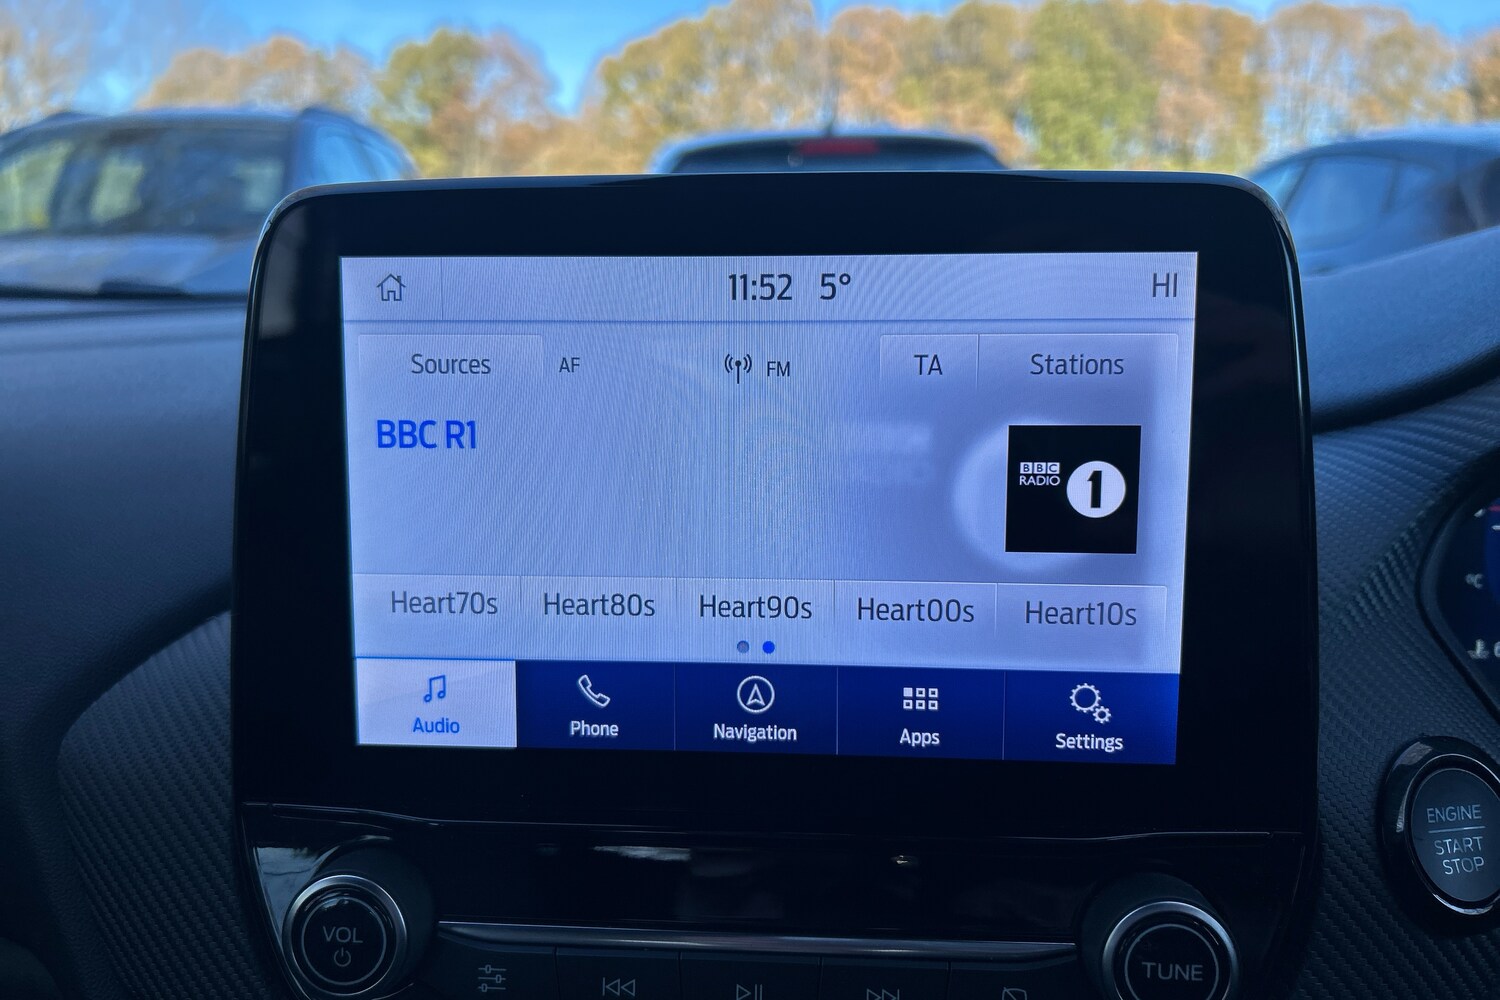 11:52 5° HI
Sources AF FM TA Stations
BBC R1
BBC
RADIO 1
Heart70s Heart80s Heart90s Heart00s Heart10s
Audio Phone Navigation Apps Settings
ENGINE
START
STOP
VOL
TUNE
°C